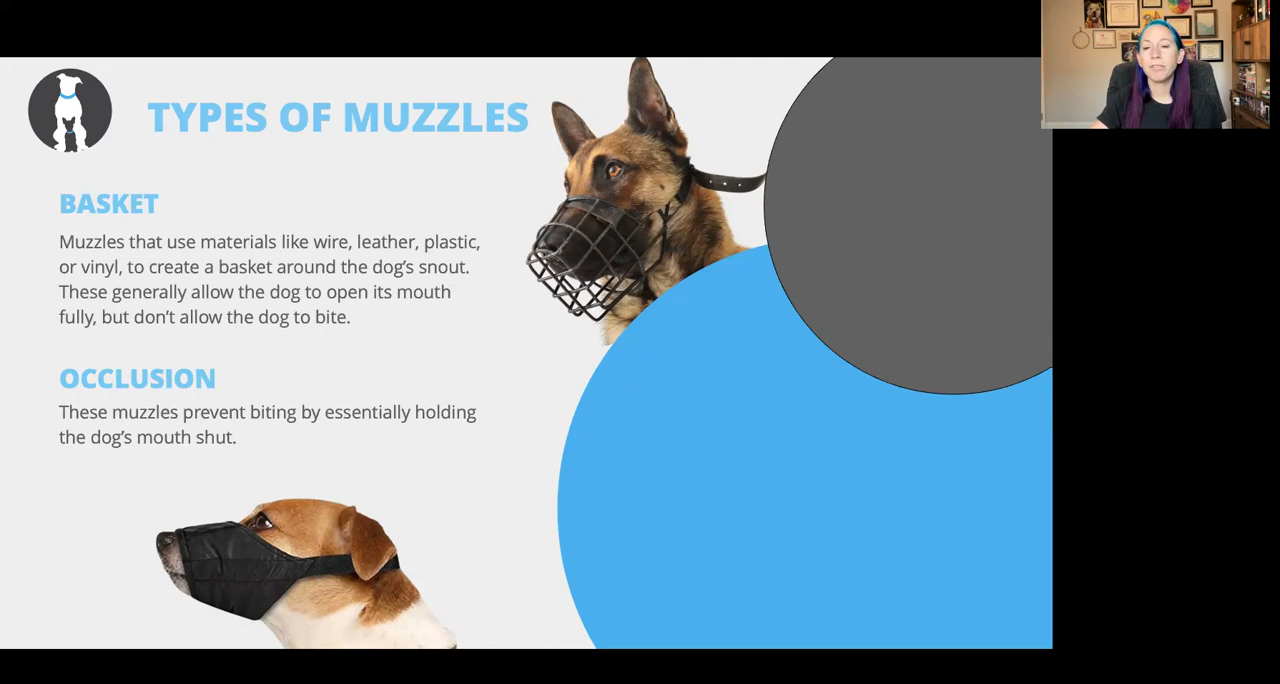 TYPES OF MUZZLES
BASKET
Muzzles that use materials like wire, leather, plastic,
or vinyl, to create a basket around the dog’s snout.
These generally allow the dog to open its mouth
fully, but don’t allow the dog to bite.
OCCLUSION
These muzzles prevent biting by essentially holding
the dog’s mouth shut.